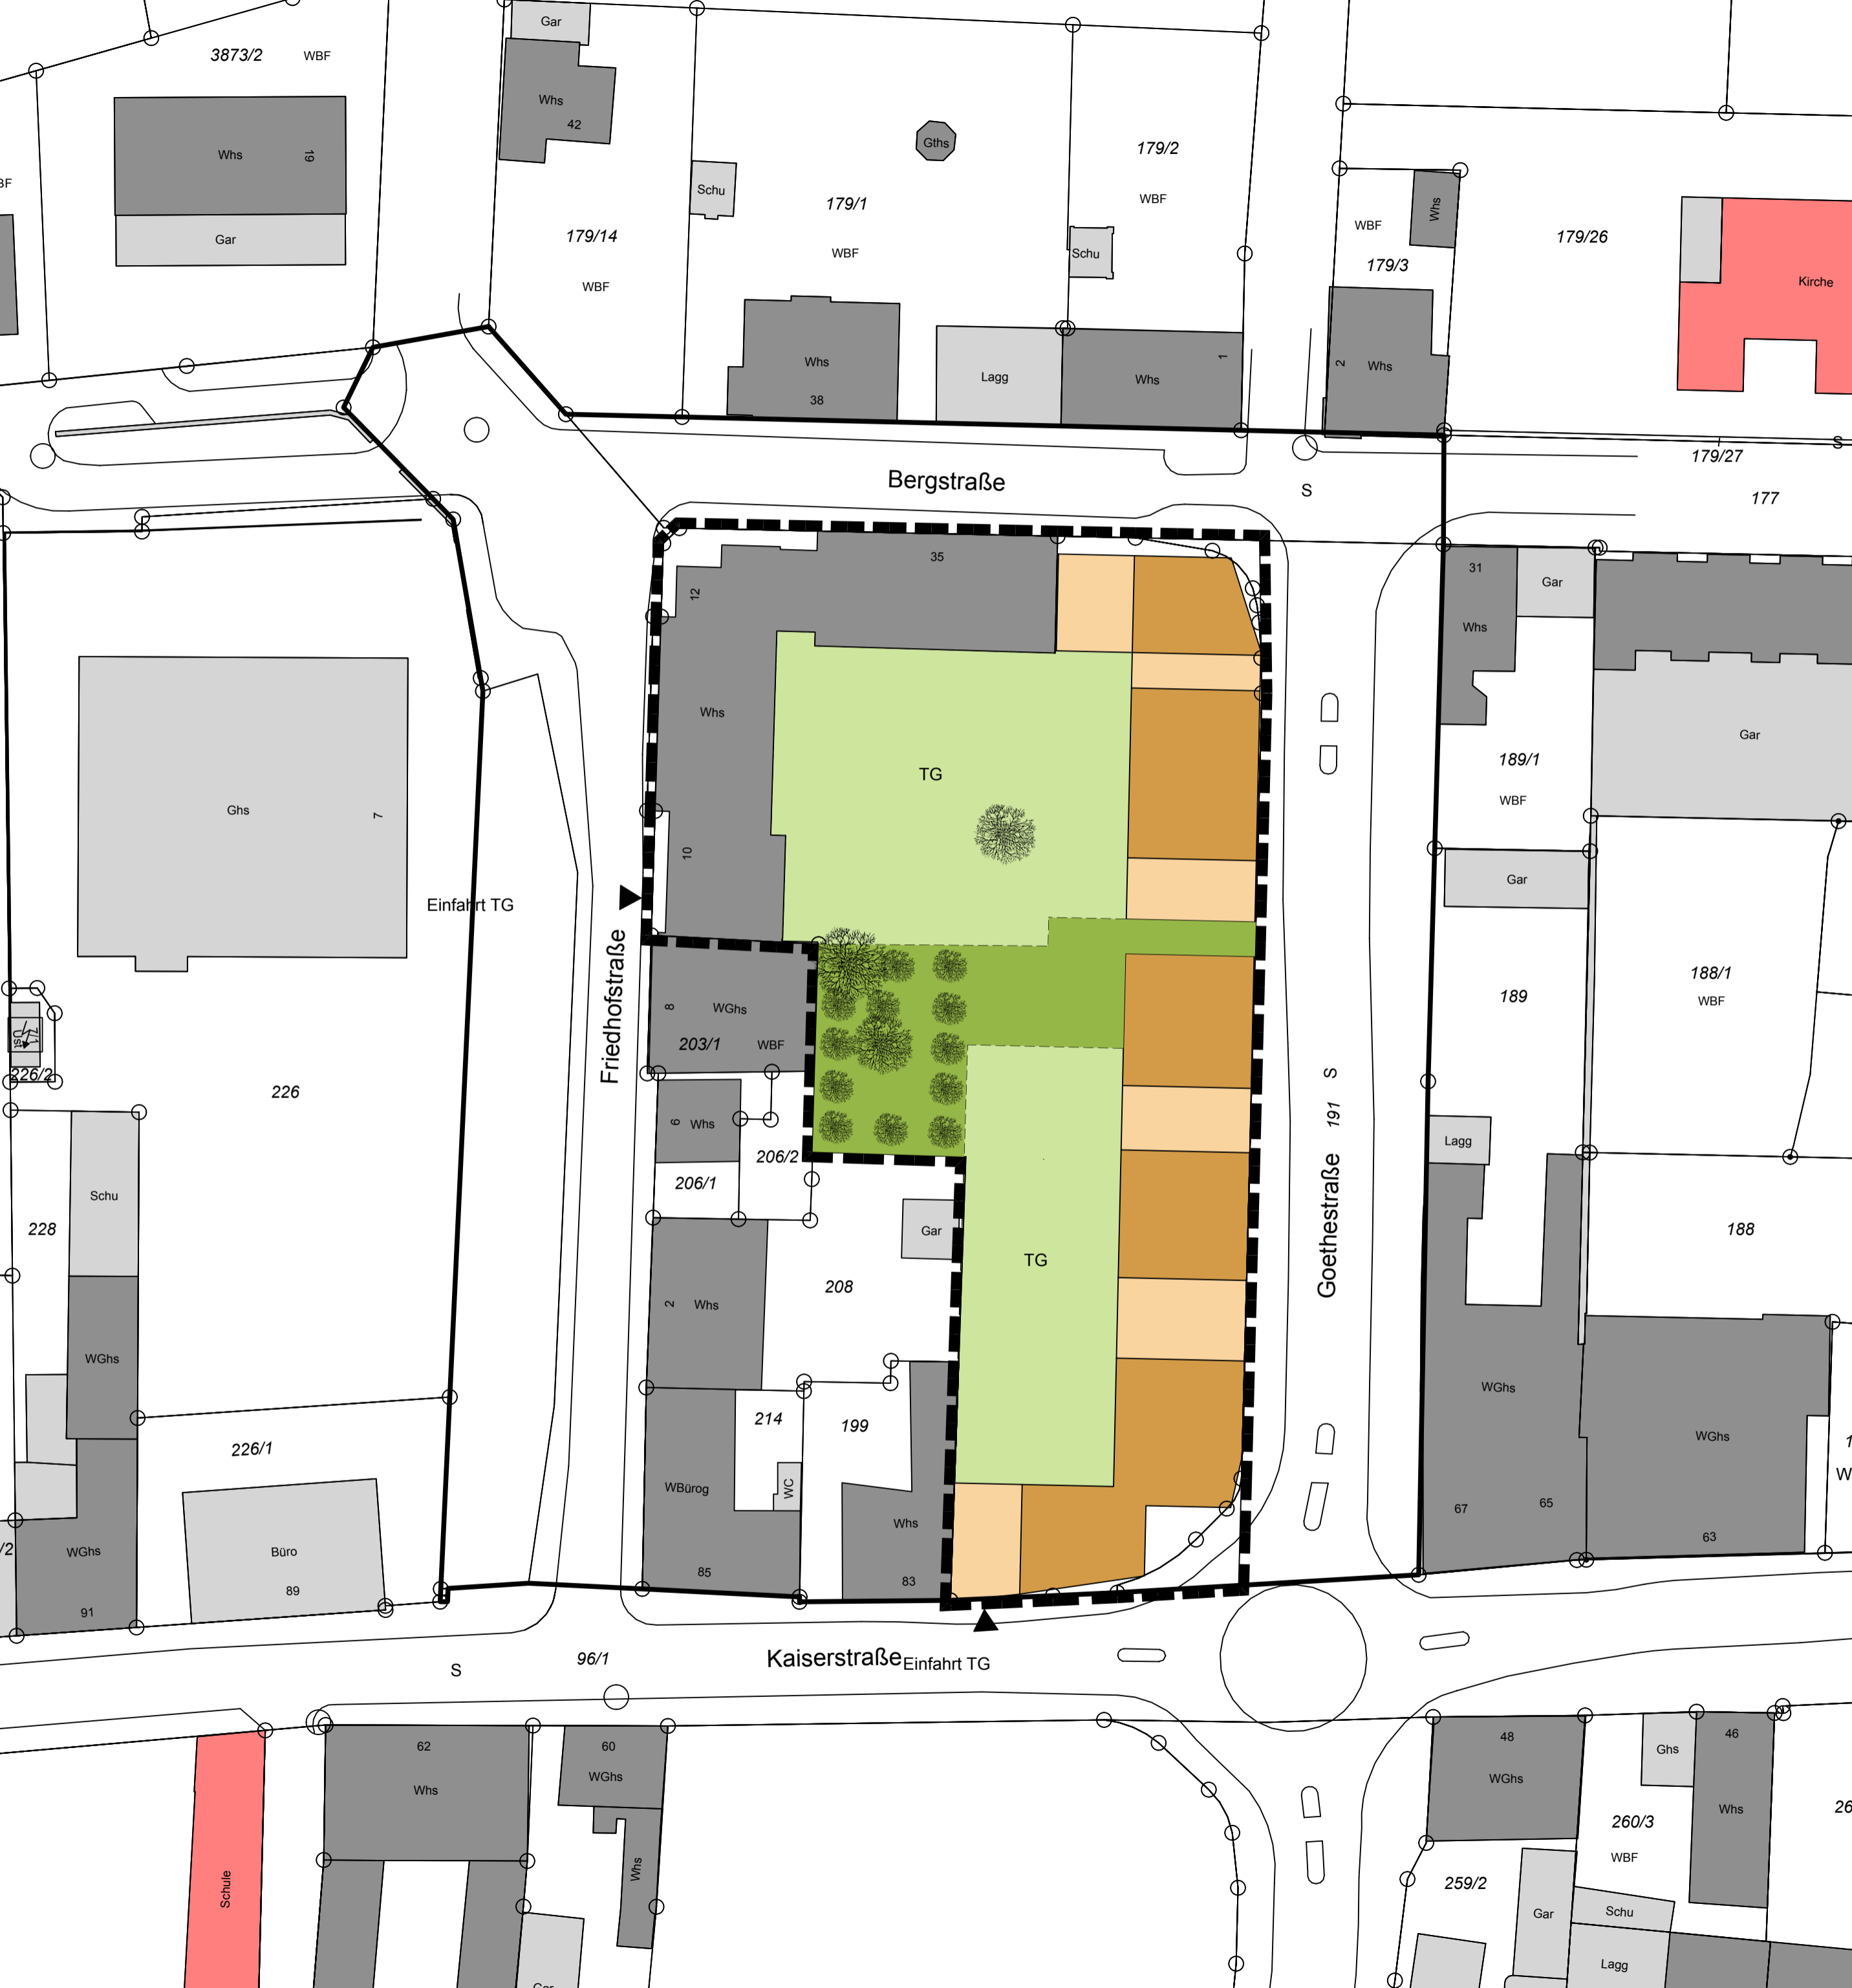 Gar
3873/2 WBF
Whs
42
Whs 19
Gths
179/2
BF
Schu
179/1
WBF
Whs
WBF
179/14
179/26
Gar
WBF
Schu
179/3
Kirche
WBF
Whs
38
Lagg
Whs
1
2
Whs
S
179/27
Bergstraße
S
177
35
12
31
Gar
Whs
Whs
TG
189/1
Gar
WBF
Ghs
7
10
Gar
Einfahrt TG
Friedhofstraße
188/1
WBF
189
8
WGhs
203/1
WBF
7/1
Ust
226/2
226
S
191
Goethestraße
6
Whs
206/2
Lagg
206/1
Schu
228
Gar
188
TG
208
2
Whs
WGhs
WGhs
214
199
226/1
WGhs
WC
WBürog
67
65
Whs
63
/2
WGhs
Büro
85
83
89
91
Kaiserstraße
Einfahrt TG
96/1
S
62
60
48
46
Ghs
WGhs
WGhs
Whs
Whs
260/3
26
WBF
Whs
Schule
259/2
Gar
Schu
Lagg